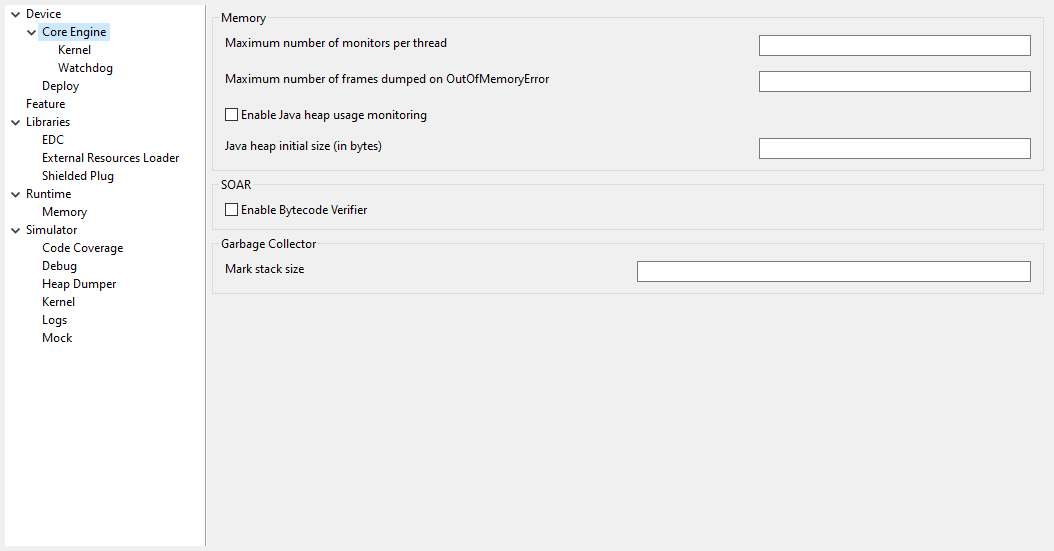 Device
Core Engine
Kernel
Watchdog
Deploy
Feature
Libraries
EDC
External Resources Loader
Shielded Plug
Runtime
Memory
Simulator
Code Coverage
Debug
Heap Dumper
Kernel
Logs
Mock
Memory
Maximum number of monitors per thread
Maximum number of frames dumped on OutOfMemoryError
Enable Java heap usage monitoring
Java heap initial size (in bytes)
SOAR
Enable Bytecode Verifier
Garbage Collector
Mark stack size